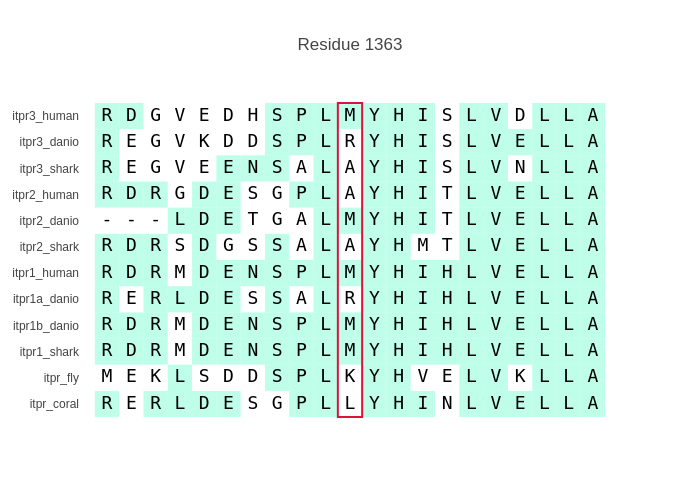 Residue 1363
itpr3_human R D G V E D H S P L M Y H I S L V D L L A
itpr3_danio R E G V K D D S P L R Y H I S L V E L L A
itpr3_shark R E G V E E N S A L A Y H I S L V N L L A
itpr2_human R D R G D E S G P L A Y H I T L V E L L A
itpr2_danio - - - L D E T G A L M Y H I T L V E L L A
itpr2_shark R D R S D G S S A L A Y H M T L V E L L A
itpr1_human R D R M D E N S P L M Y H I H L V E L L A
itpr1a_danio R E R L D E S S A L R Y H I H L V E L L A
itpr1b_danio R D R M D E N S P L M Y H I H L V E L L A
itpr1_shark R D R M D E N S P L M Y H I H L V E L L A
itpr_fly M E K L S D D S P L K Y H V E L V K L L A
itpr_coral R E R L D E S G P L L Y H I N L V E L L A